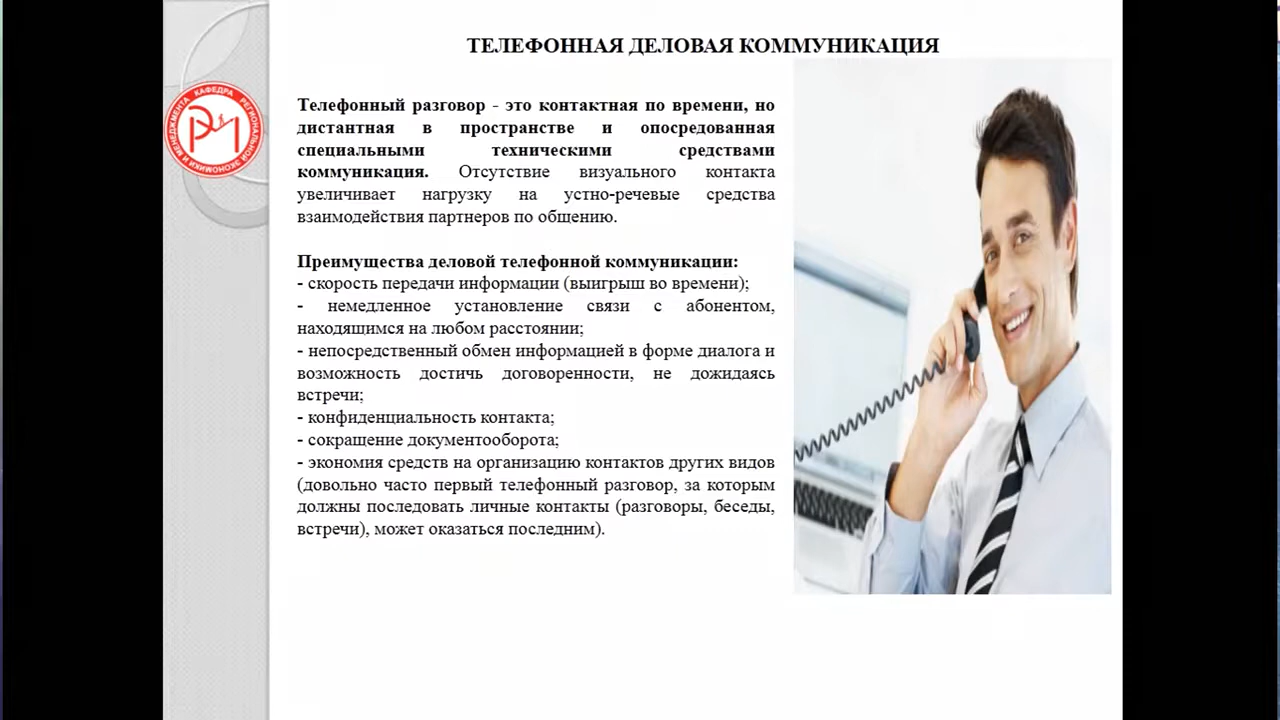 ТЕЛЕФОННАЯ ДЕЛОВАЯ КОММУНИКАЦИЯ
КАФЕДРА РЕГИОНАЛЬНОЙ ЭКОНОМИКИ И МЕНЕДЖМЕНТА
Телефонный разговор - это контактная по времени, но
дистантная в пространстве и опосредованная
специальными техническими средствами
коммуникация. Отсутствие визуального контакта
увеличивает нагрузку на устно-речевые средства
взаимодействия партнеров по общению.
Преимущества деловой телефонной коммуникации:
- скорость передачи информации (выигрыш во времени);
- немедленное установление связи с абонентом,
находящимся на любом расстоянии;
- непосредственный обмен информацией в форме диалога и
возможность достичь договоренности, не дожидаясь
встречи;
- конфиденциальность контакта;
- сокращение документооборота;
- экономия средств на организацию контактов других видов
(довольно часто первый телефонный разговор, за которым
должны последовать личные контакты (разговоры, беседы,
встречи), может оказаться последним).